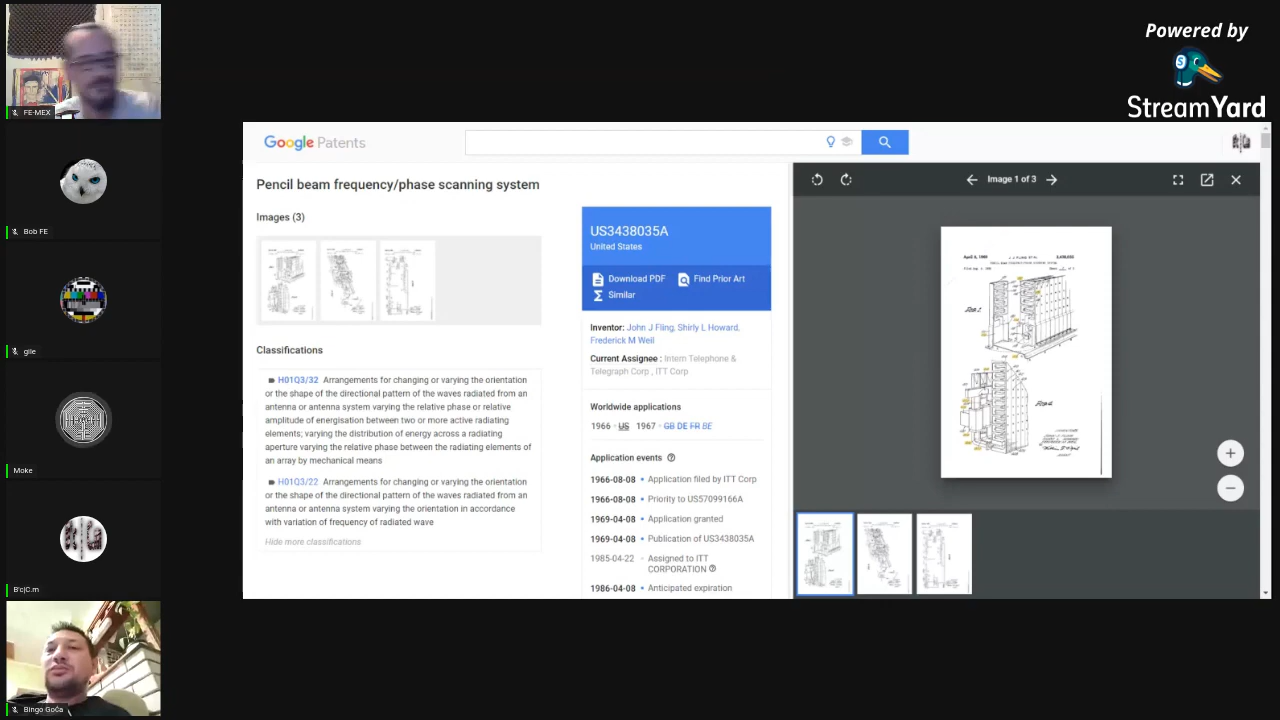 Powered by
StreamYard
FE-MEX
Bob FE
gile
Moke
B'c|C.m
Bingo Goča
Google Patents
Pencil beam frequency/phase scanning system
Images (3)
Classifications
H01Q3/32 Arrangements for changing or varying the orientation
or the shape of the directional pattern of the waves radiated from an
antenna or antenna system varying the relative phase or relative
amplitude of energisation between two or more active radiating
elements; varying the distribution of energy across a radiating
aperture varying the relative phase between the radiating elements of
an array by mechanical means
H01Q3/22 Arrangements for changing or varying the orientation
or the shape of the directional pattern of the waves radiated from an
antenna or antenna system varying the orientation in accordance
with variation of frequency of radiated wave
Hide more classifications
US3438035A
United States
Download PDF Find Prior Art
Similar
Inventor: John J Fling, Shirly L Howard,
Frederick M Weil
Current Assignee : Intern Telephone &
Telegraph Corp , ITT Corp
Worldwide applications
1966 · US 1967 · GB DE FR BE
Application events
1966-08-08 • Application filed by ITT Corp
1966-08-08 • Priority to US57099166A
1969-04-08 • Application granted
1969-04-08 • Publication of US3438035A
1985-04-22 • Assigned to ITT
CORPORATION
1986-04-08 • Anticipated expiration
Image 1 of 3
April 8, 1969